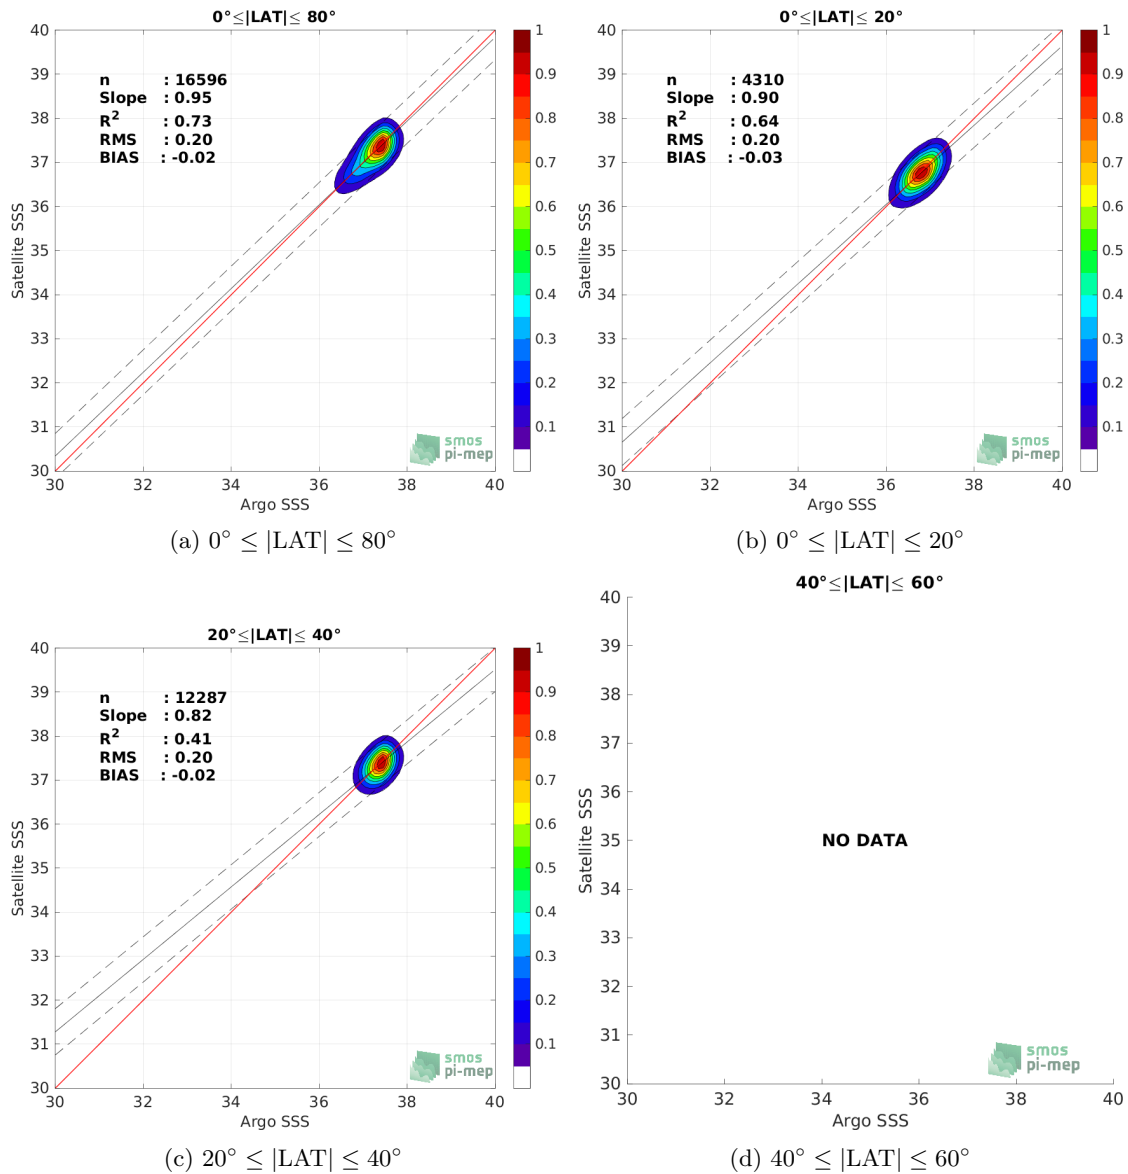 0°≤|LAT|≤ 80°
n : 16596
Slope : 0.95
R2 : 0.73
RMS : 0.20
BIAS : -0.02
40
39
38
37
36
35
34
33
32
31
30
Satellite SSS
30 32 34 36 38 40
Argo SSS
1
0.9
0.8
0.7
0.6
0.5
0.4
0.3
0.2
0.1
smos
pi-mep
(a) 0° ≤ |LAT| ≤ 80°
0°≤|LAT|≤ 20°
n : 4310
Slope : 0.90
R2 : 0.64
RMS : 0.20
BIAS : -0.03
40
39
38
37
36
35
34
33
32
31
30
Satellite SSS
30 32 34 36 38 40
Argo SSS
1
0.9
0.8
0.7
0.6
0.5
0.4
0.3
0.2
0.1
smos
pi-mep
(b) 0° ≤ |LAT| ≤ 20°
20°≤|LAT|≤ 40°
n : 12287
Slope : 0.82
R2 : 0.41
RMS : 0.20
BIAS : -0.02
40
39
38
37
36
35
34
33
32
31
30
Satellite SSS
30 32 34 36 38 40
Argo SSS
1
0.9
0.8
0.7
0.6
0.5
0.4
0.3
0.2
0.1
smos
pi-mep
(c) 20° ≤ |LAT| ≤ 40°
40°≤|LAT|≤ 60°
40
39
38
37
36
35
34
33
32
31
30
Satellite SSS
NO DATA
30 32 34 36 38 40
Argo SSS
smos
pi-mep
(d) 40° ≤ |LAT| ≤ 60°